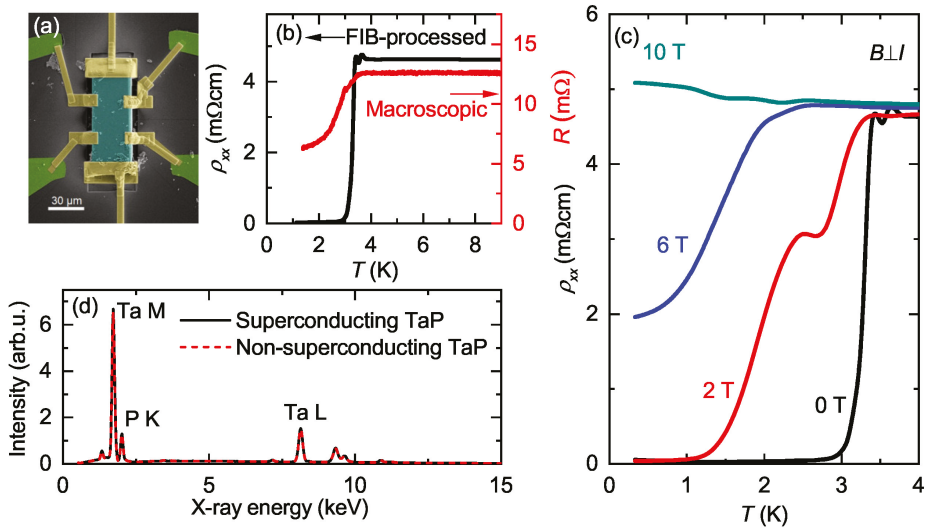 (a)
30 μm
(b)
FIB-processed
Macroscopic
ρxx (mΩcm)
R (mΩ)
0
2
4
0
5
10
15
0 2 4 6 8
T (K)
(c)
10 T
B⊥I
6 T
2 T
0 T
ρxx (mΩcm)
0
2
4
6
0 1 2 3 4
T (K)
(d)
Ta M
Superconducting TaP
Non-superconducting TaP
P K
Ta L
Intensity (arb.u.)
0
2
4
6
0 5 10 15
X-ray energy (keV)